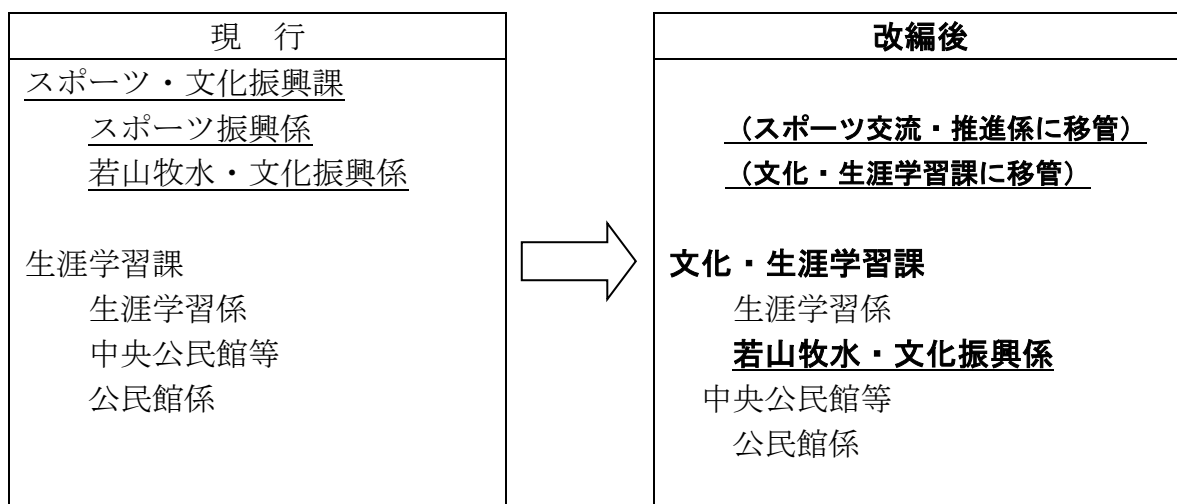 現　行
スポーツ・文化振興課
スポーツ振興係
若山牧水・文化振興係
生涯学習課
生涯学習係
中央公民館等
公民館係
改編後
（スポーツ交流・推進係に移管）
（文化・生涯学習課に移管）
文化・生涯学習課
生涯学習係
若山牧水・文化振興係
中央公民館等
公民館係